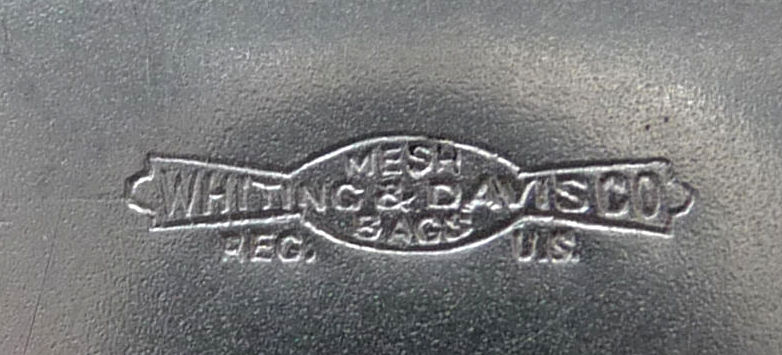 MESH
WHITING & DAVIS CO
BAGS
REG. U.S.